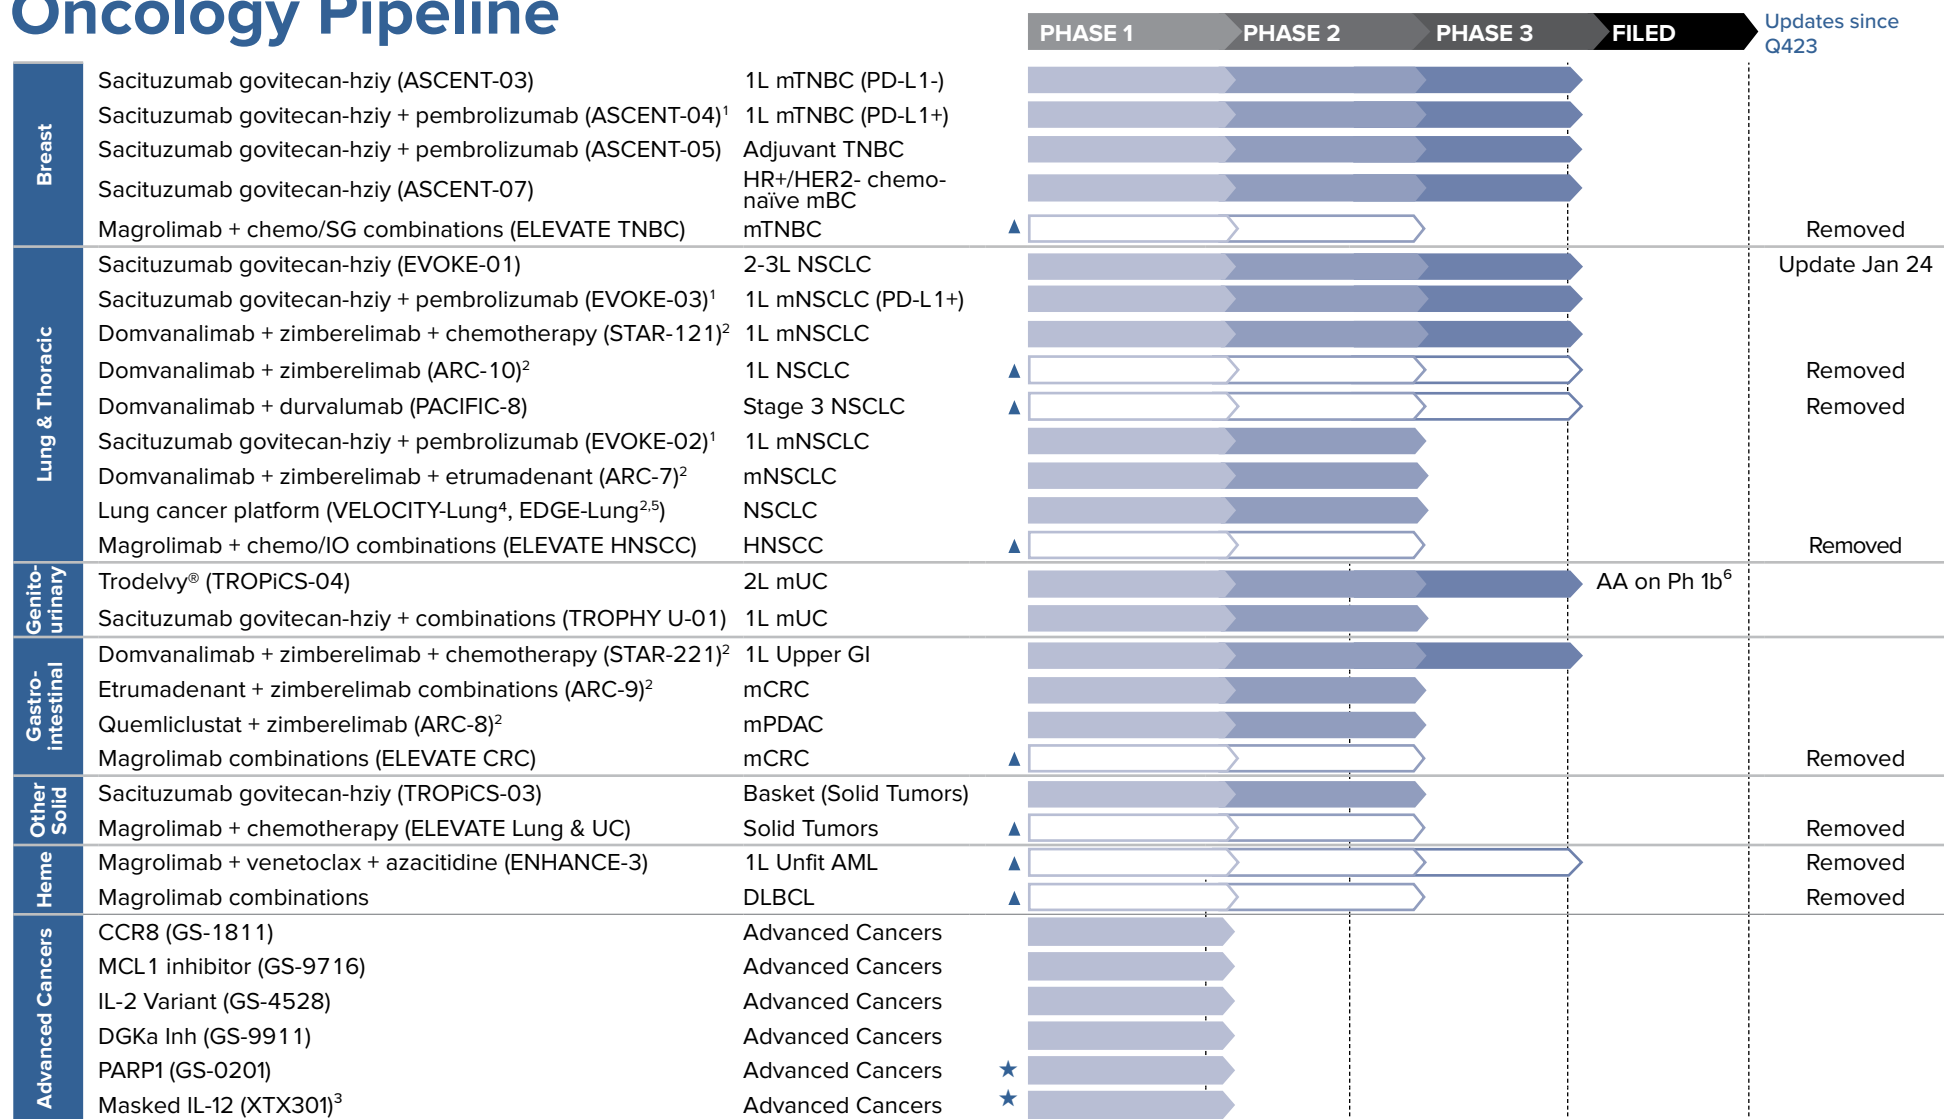 Oncology Pipeline
PHASE 1 PHASE 2 PHASE 3 FILED
Updates since
Q423
Breast
Sacituzumab govitecan-hziy (ASCENT-03) 1L mTNBC (PD-L1-)
Sacituzumab govitecan-hziy + pembrolizumab (ASCENT-04)¹ 1L mTNBC (PD-L1+)
Sacituzumab govitecan-hziy + pembrolizumab (ASCENT-05) Adjuvant TNBC
Sacituzumab govitecan-hziy (ASCENT-07) HR+/HER2- chemo-
naïve mBC
Magrolimab + chemo/SG combinations (ELEVATE TNBC) mTNBC ▲ Removed
Lung & Thoracic
Sacituzumab govitecan-hziy (EVOKE-01) 2-3L NSCLC Update Jan 24
Sacituzumab govitecan-hziy + pembrolizumab (EVOKE-03)¹ 1L mNSCLC (PD-L1+)
Domvanalimab + zimberelimab + chemotherapy (STAR-121)² 1L mNSCLC
Domvanalimab + zimberelimab (ARC-10)² 1L NSCLC ▲ Removed
Domvanalimab + durvalumab (PACIFIC-8) Stage 3 NSCLC ▲ Removed
Sacituzumab govitecan-hziy + pembrolizumab (EVOKE-02)¹ 1L mNSCLC
Domvanalimab + zimberelimab + etrumadenant (ARC-7)² mNSCLC
Lung cancer platform (VELOCITY-Lung⁴, EDGE-Lung²,⁵) NSCLC
Magrolimab + chemo/IO combinations (ELEVATE HNSCC) HNSCC ▲ Removed
Genito-
urinary
Trodelvy® (TROPiCS-04) 2L mUC AA on Ph 1b⁶
Sacituzumab govitecan-hziy + combinations (TROPHY U-01) 1L mUC
Gastro-
intestinal
Domvanalimab + zimberelimab + chemotherapy (STAR-221)² 1L Upper GI
Etrumadenant + zimberelimab combinations (ARC-9)² mCRC
Quemliclustat + zimberelimab (ARC-8)² mPDAC
Magrolimab combinations (ELEVATE CRC) mCRC ▲ Removed
Other
Solid
Sacituzumab govitecan-hziy (TROPiCS-03) Basket (Solid Tumors)
Magrolimab + chemotherapy (ELEVATE Lung & UC) Solid Tumors ▲ Removed
Heme
Magrolimab + venetoclax + azacitidine (ENHANCE-3) 1L Unfit AML ▲ Removed
Magrolimab combinations DLBCL ▲ Removed
Advanced Cancers
CCR8 (GS-1811) Advanced Cancers
MCL1 inhibitor (GS-9716) Advanced Cancers
IL-2 Variant (GS-4528) Advanced Cancers
DGKa Inh (GS-9911) Advanced Cancers
PARP1 (GS-0201) Advanced Cancers ★
Masked IL-12 (XTX301)³ Advanced Cancers ★